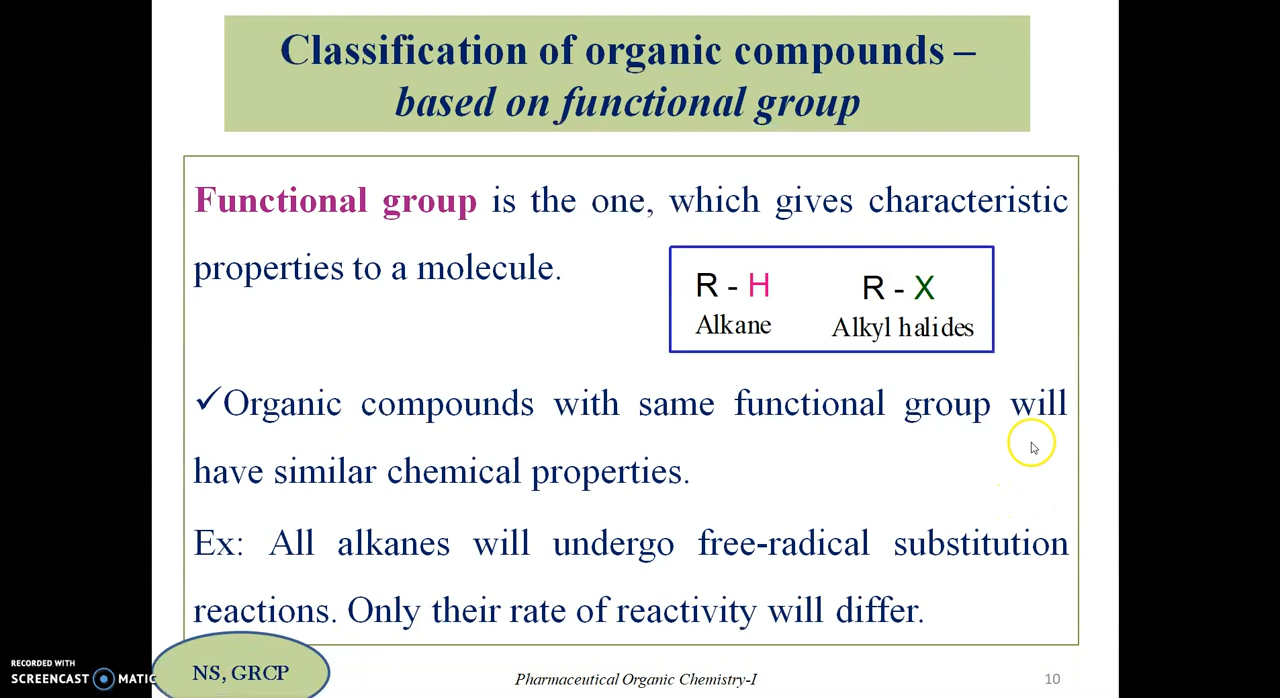 Classification of organic compounds –
based on functional group
Functional group is the one, which gives characteristic
properties to a molecule.
R - H R - X
Alkane Alkyl halides
✓Organic compounds with same functional group will
have similar chemical properties.
Ex: All alkanes will undergo free-radical substitution
reactions. Only their rate of reactivity will differ.
RECORDED WITH
SCREENCAST MATIC
NS, GRCP
Pharmaceutical Organic Chemistry-I
10